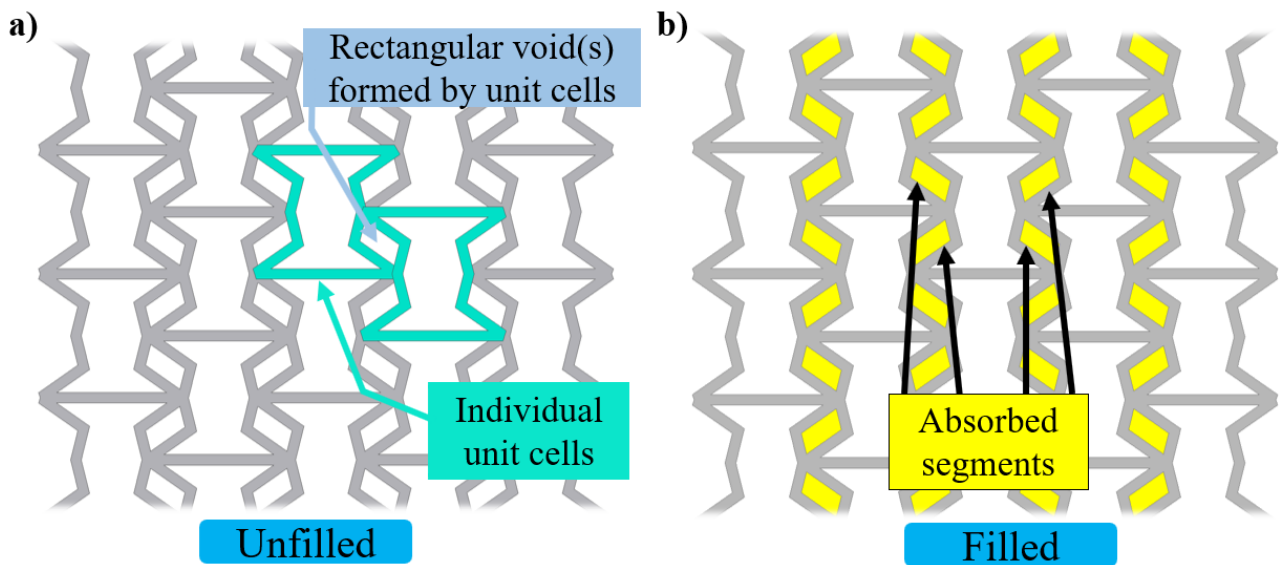 a)
Rectangular void(s)
formed by unit cells
Individual
unit cells
Unfilled
b)
Absorbed
segments
Filled